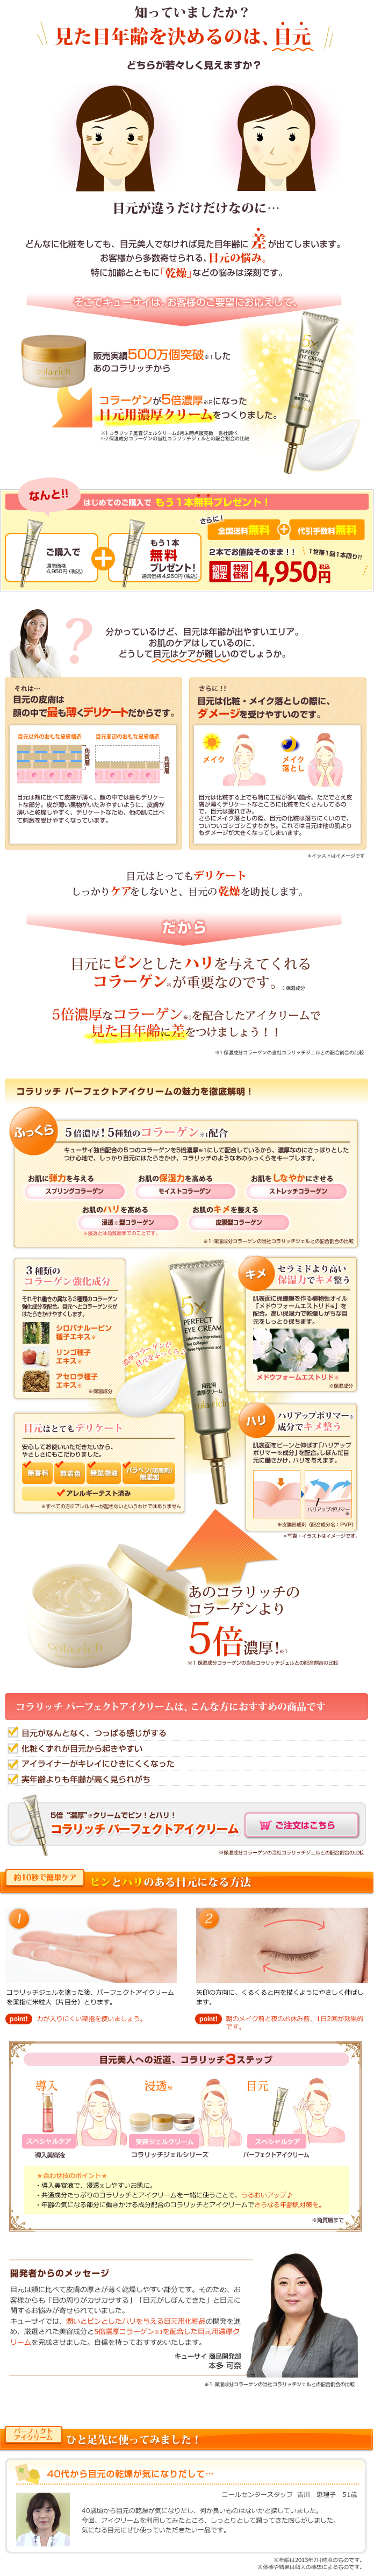 知っていましたか？
見た目年齢を決めるのは、目元
どちらが若々しく見えますか？
目元が違うだけだけなのに…
どんなに化粧をしても、目元美人でなければ見た目年齢に差が出てしまいます。
お客様から多数寄せられる、目元の悩み。
特に加齢とともに「乾燥」などの悩みは深刻です。
そこでキューサイは、お客様のご要望にお応えして、
販売実績500万個突破※1した
あのコラリッチから
コラーゲンが5倍濃厚※2になった
目元用濃厚クリームをつくりました。
※2 保湿成分コラーゲンの当社コラリッチジェルとの配合割合の比較
なんと!!
はじめてのご購入で もう1本無料プレゼント！
さらに！
全国送料無料 + 代引手数料無料
ご購入で
通常価格
4,950円(税込)
もう1本
無料
プレゼント！
通常価格4,950円(税込)
2本でお値段そのまま！！
1世帯1回1本限り!!
初回限定 特別価格 4,950円 税込
分かっているけど、目元は年齢が出やすいエリア。
お肌のケアはしているのに、
どうして目元はケアが難しいのでしょうか。
それは…
目元の皮膚は
顔の中で最も薄くデリケートだからです。
目元以外のおもな皮膚構造
目元周辺のおもな皮膚構造
角質層
角質層
目元は頬に比べて皮膚が薄く、顔の中では最もデリケートな部分。皮が薄い果物がいたみやすいように、皮膚が薄いと乾燥しやすく、デリケートなため、他の肌に比べて刺激を受けやすくなっています。
さらに！！
目元は化粧・メイク落としの際に、
ダメージを受けやすいのです。
メイク
メイク落とし
目元は化粧する上でも特に工程が多い箇所。ただでさえ皮膚が薄くデリケートなところに化粧をたくさんしてるので、目元は疲れぎみ。
さらにメイク落としの際、目元の化粧は落ちにくいので、ついついゴシゴシこすりがち。これでは目元は他の肌よりもダメージが大きくなってしまいます。
※イラストはイメージです
目元はとってもデリケート
しっかりケアをしないと、目元の乾燥を助長します。
だから
目元にピンとしたハリを与えてくれる
コラーゲン※が重要なのです。 ※保湿成分
5倍濃厚なコラーゲン※1を配合したアイクリームで
見た目年齢に差をつけましょう！！
※1 保湿成分コラーゲンの当社コラリッチジェルとの配合割合の比較
コラリッチ パーフェクトアイクリームの魅力を徹底解明！
ふっくら
5倍濃厚！5種類のコラーゲン※1配合
キューサイ独自配合の5つのコラーゲンを5倍濃厚※1にして配合しているから、濃厚なのにさっぱりとしたつけ心地で、しっかり目元にはたらきかけ、コラリッチのようなあのふっくらをキープします。
お肌に弾力を与える
スプリングコラーゲン
お肌の保湿力を高める
モイストコラーゲン
お肌をしなやかにさせる
ストレッチコラーゲン
お肌のハリを高める
浸透※型コラーゲン
お肌のキメを整える
皮膜型コラーゲン
※浸透とは角質層までのことです。
※1 保湿成分コラーゲンの当社コラリッチジェルとの配合割合の比較
3種類の
コラーゲン強化成分
それぞれ働きの異なる3種類のコラーゲン強化成分を配合。目元へとコラーゲン※がはたらきかけやすくします。
シロバナルーピン
種子エキス※
リンゴ種子
エキス※
アセロラ種子
エキス※
※保湿成分
濃厚コラーゲンが
目元をふっくら♪
キメ
セラミドより高い
保湿力でキメ整う
肌表面に保護膜を作る植物性オイル「メドウフォームエストリド※」を配合。高い保湿力で乾燥しがちな目元をしっとり保ちます。
メドウフォームエストリド※
※保湿成分
目元はとてもデリケート
安心してお使いいただきたいから、
やさしさにもこだわりました。
無香料
無着色
無鉱物油
パラベン(防腐剤)無添加
アレルギーテスト済み
※すべての方にアレルギーが起きないというわけではありません
ハリ
ハリアップポリマー※
成分でキメ整う
肌表面をピーンと伸ばす「ハリアップポリマー※成分」を配合。しぼんだ目元に働きかけ、ハリを与えます。
ハリアップポリマー※
※皮膜形成剤（配合成分名：PVP）
＊写真・イラストはイメージです。
あのコラリッチの
コラーゲンより
5倍濃厚！※1
※1 保湿成分コラーゲンの当社コラリッチジェルとの配合割合の比較
コラリッチ パーフェクトアイクリームは、こんな方におすすめの商品です
目元がなんとなく、つっぱる感じがする
化粧くずれが目元から起きやすい
アイライナーがキレイにひきにくくなった
実年齢よりも年齢が高く見られがち
5倍“濃厚”※クリームでピン！とハリ！
コラリッチ パーフェクトアイクリーム
ご注文はこちら
※保湿成分コラーゲンの当社コラリッチジェルとの配合割合の比較
約10秒で簡単ケア
ピンとハリのある目元になる方法
1
2
コラリッチジェルを塗った後、パーフェクトアイクリームを薬指に米粒大（片目分）とります。
矢印の方向に、くるくると円を描くようにやさしく伸ばします。
point! 力が入りにくい薬指を使いましょう。
point! 朝のメイク前と夜のお休み前、1日2回が効果的です。
目元美人への近道、コラリッチ3ステップ
導入
浸透※
目元
スペシャルケア
美容ジェルクリーム
スペシャルケア
導入美容液
コラリッチジェルシリーズ
パーフェクトアイクリーム
★合わせ技のポイント★
・導入美容液で、浸透※しやすいお肌に。
・共通成分たっぷりのコラリッチとアイクリームを一緒に使うことで、うるおいアップ♪
・年齢の気になる部分に働きかける成分配合のコラリッチとアイクリームでさらなる年齢肌対策を。
※角質層まで
開発者からのメッセージ
目元は頬に比べて皮膚の厚さが薄く乾燥しやすい部分です。そのため、お客様からも「目の周りがカサカサする」「目元がしぼんできた」と目元に関するお悩みが寄せられていました。
キューサイでは、潤いとピンとしたハリを与える目元用化粧品の開発を進め、厳選された美容成分と5倍濃厚コラーゲン※1を配合した目元用濃厚クリームを完成させました。自信を持っておすすめいたします。
キューサイ 商品開発部
本多 可奈
※1 保湿成分コラーゲンの当社コラリッチジェルとの配合割合の比較
パーフェクト
アイクリーム
ひと足先に使ってみました！
40代から目元の乾燥が気になりだして…
コールセンタースタッフ 吉川 恵理子 51歳
40歳頃から目元の乾燥が気になりだし、何か良いものはないかと探していました。
今回、アイクリームを利用してみたところ、しっとりとして潤ってきた感じがしました。
気になる目元にぜひ使っていただきたい一品です。
※年齢は2013年7月時点のものです。
※体感や結果は個人の感想によるものです。